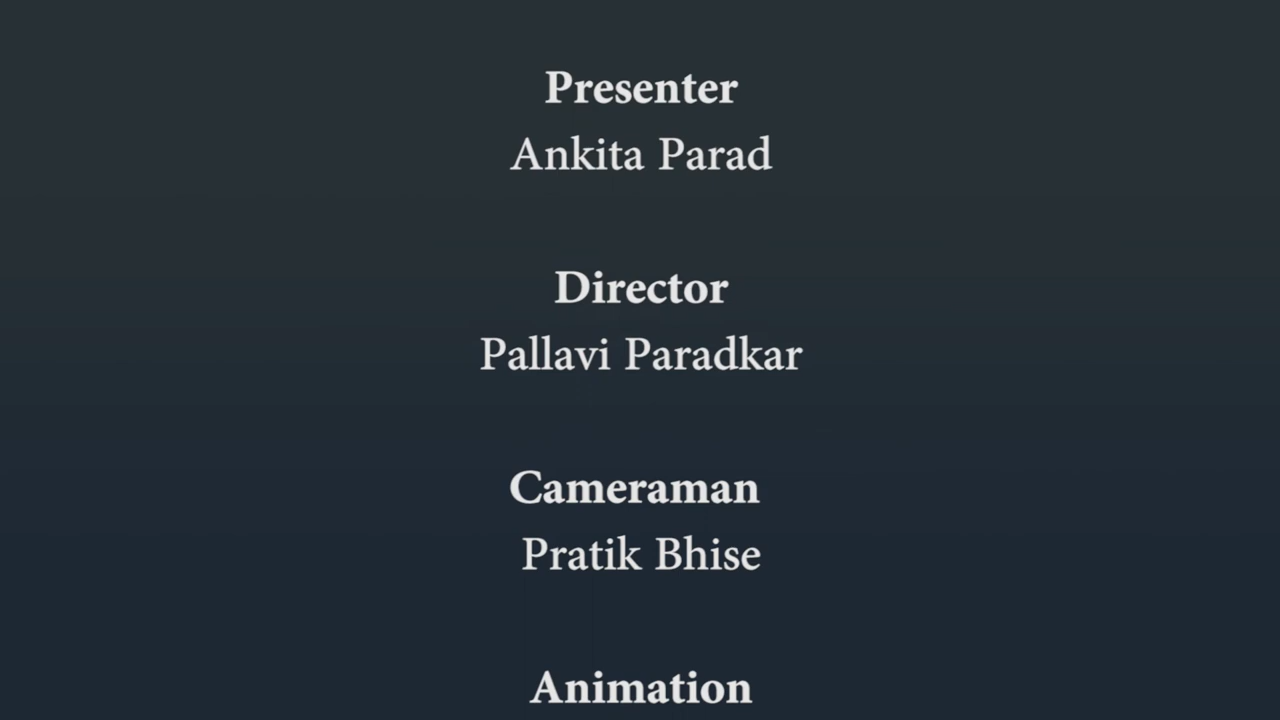 Presenter
Ankita Parad
Director
Pallavi Paradkar
Cameraman
Pratik Bhise
Animation